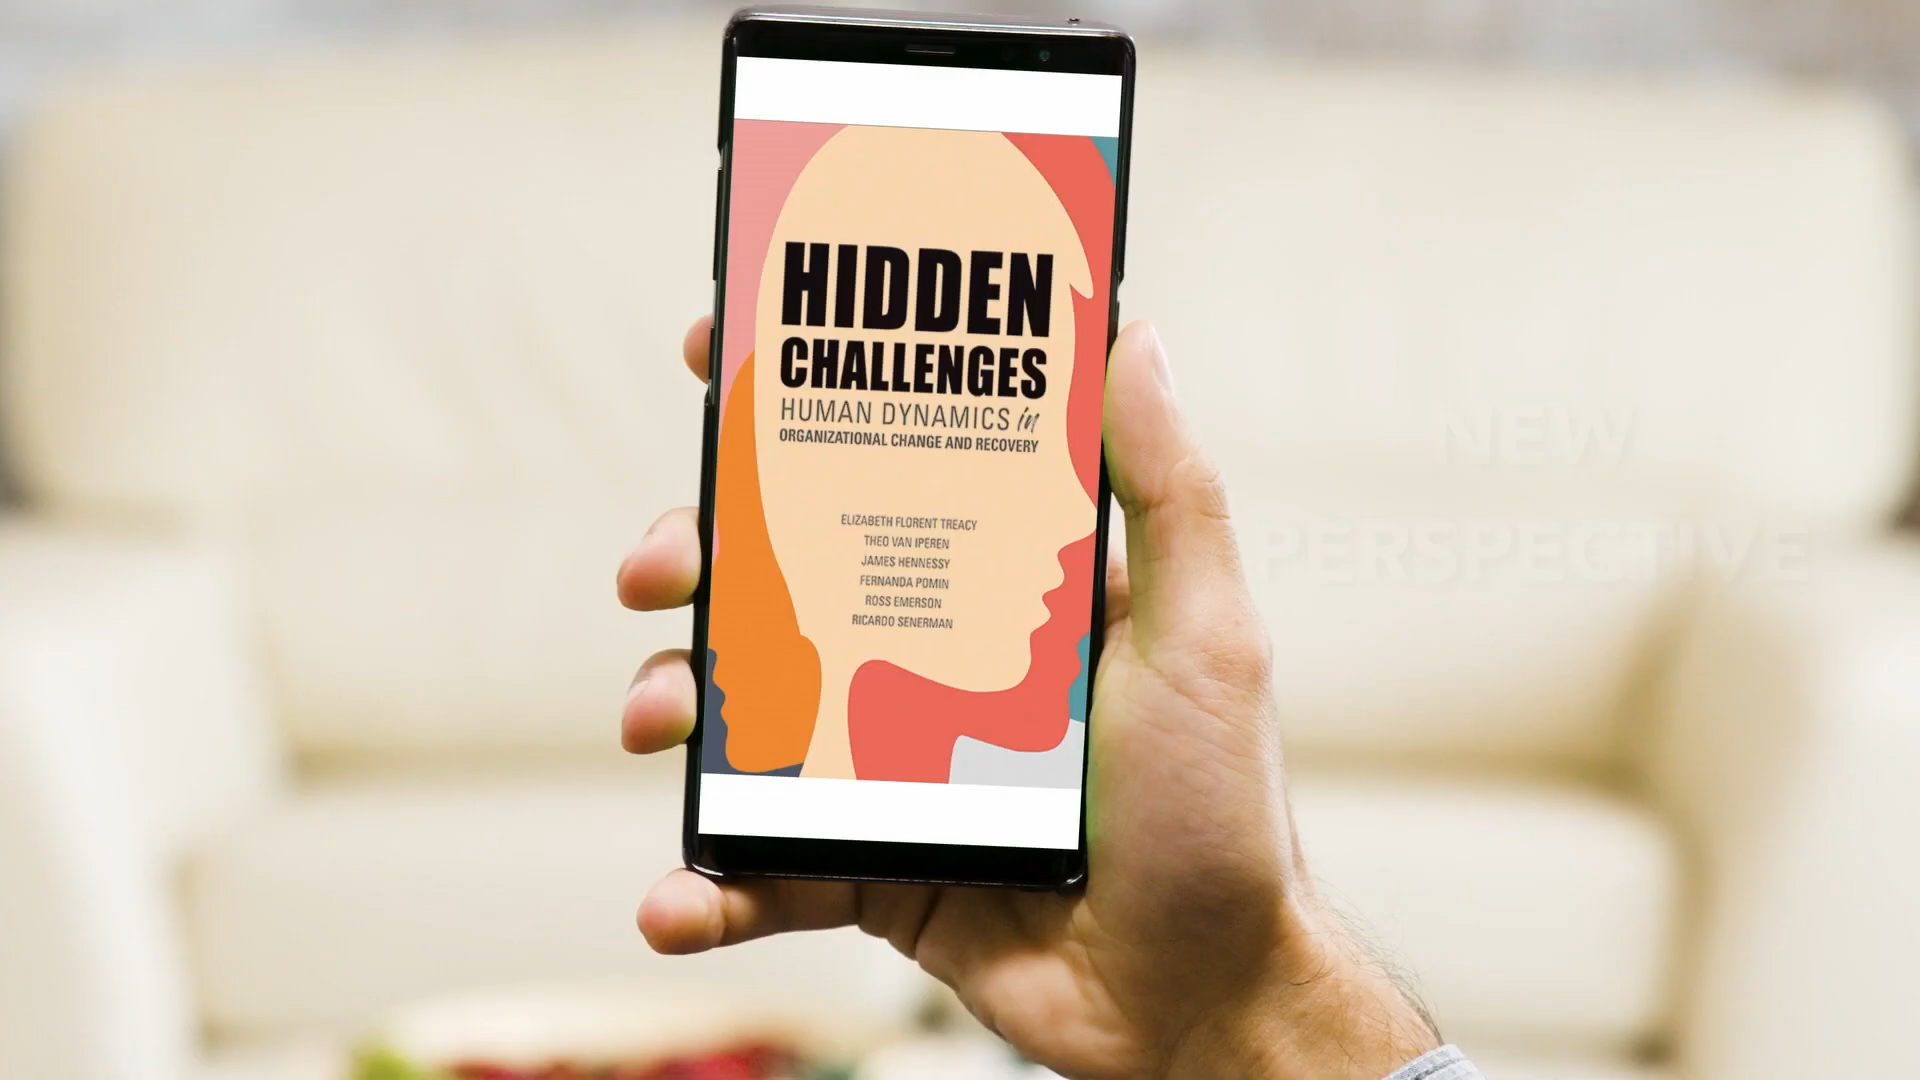 HIDDEN
CHALLENGES
HUMAN DYNAMICS in
ORGANIZATIONAL CHANGE AND RECOVERY
ELIZABETH FLORENT TREACY
THEO VAN IPEREN
JAMES HENNESSY
FERNANDA POMIN
ROSS EMERSON
RICARDO SENERMAN
NEW
PERSPECTIVE